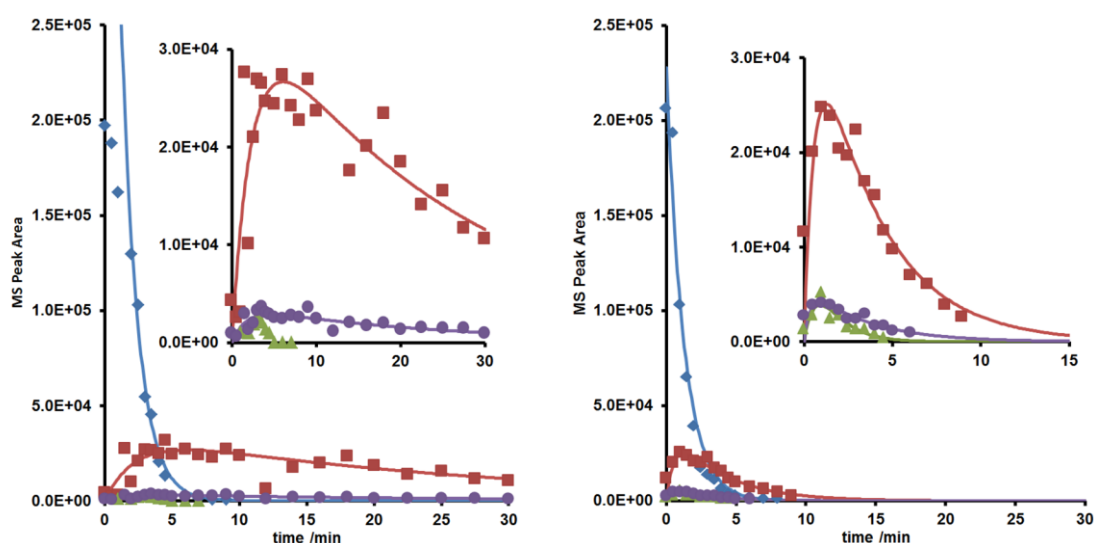 MS Peak Area
2.5E+05
2.0E+05
1.5E+05
1.0E+05
5.0E+04
0.0E+00
0 5 10 15 20 25 30
time /min
3.0E+04
2.0E+04
1.0E+04
0.0E+00
0 10 20 30
MS Peak Area
2.5E+05
2.0E+05
1.5E+05
1.0E+05
5.0E+04
0.0E+00
0 5 10 15 20 25 30
time /min
3.0E+04
2.0E+04
1.0E+04
0.0E+00
0 5 10 15